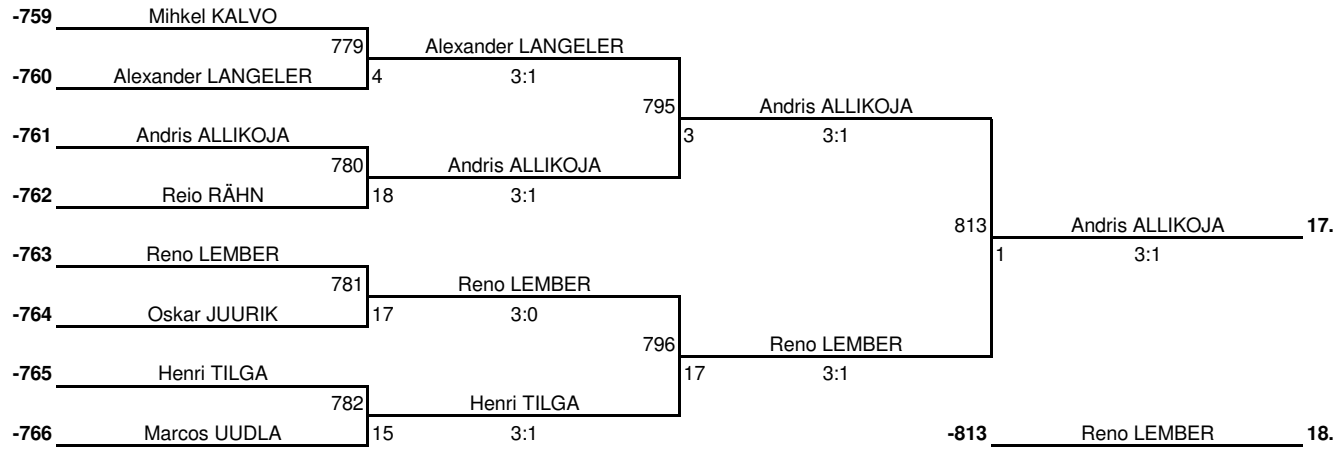 -759 Mihkel KALVO
779 Alexander LANGELER
-760 Alexander LANGELER 4 3:1
795 Andris ALLIKOJA
-761 Andris ALLIKOJA 3 3:1
780 Andris ALLIKOJA
-762 Reio RÄHN 18 3:1
813 Andris ALLIKOJA 17.
-763 Reno LEMBER 1 3:1
781 Reno LEMBER
-764 Oskar JUURIK 17 3:0
796 Reno LEMBER
-765 Henri TILGA 17 3:1
782 Henri TILGA
-766 Marcos UUDLA 15 3:1 -813 Reno LEMBER 18.